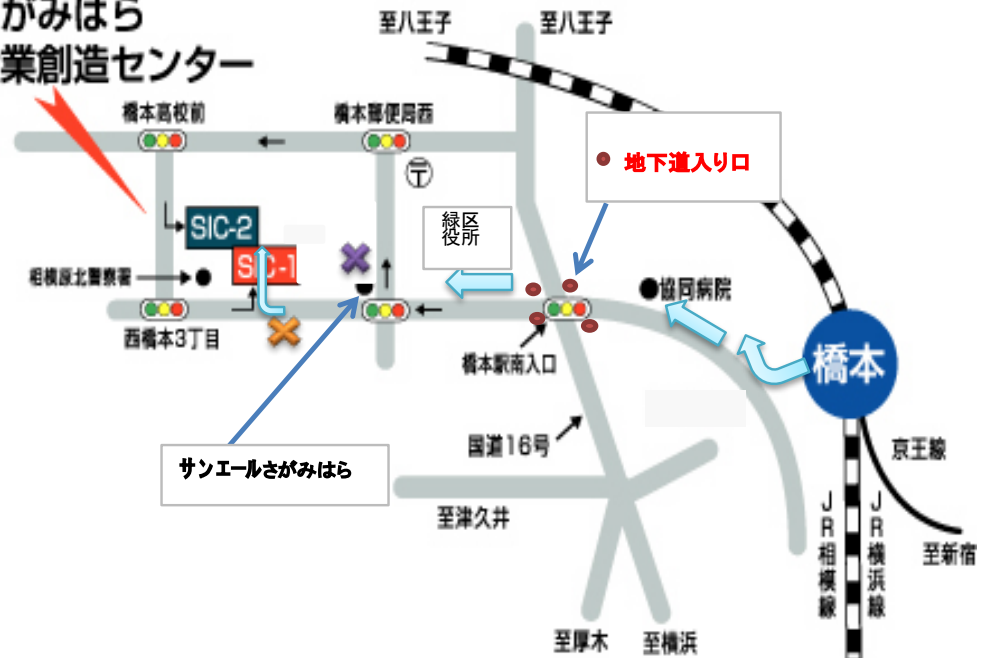 がみはら
業創造センター
至八王子
至八王子
橋本高校前
橋本郵便局西
地下道入り口
緑区
役所
SIC-2
SIC-1
相模原北警察署
協同病院
西橋本3丁目
橋本駅南入口
橋本
国道16号
サンエールさがみはら
京王線
至津久井
JR相模線
JR横浜線
至新宿
至厚木
至横浜